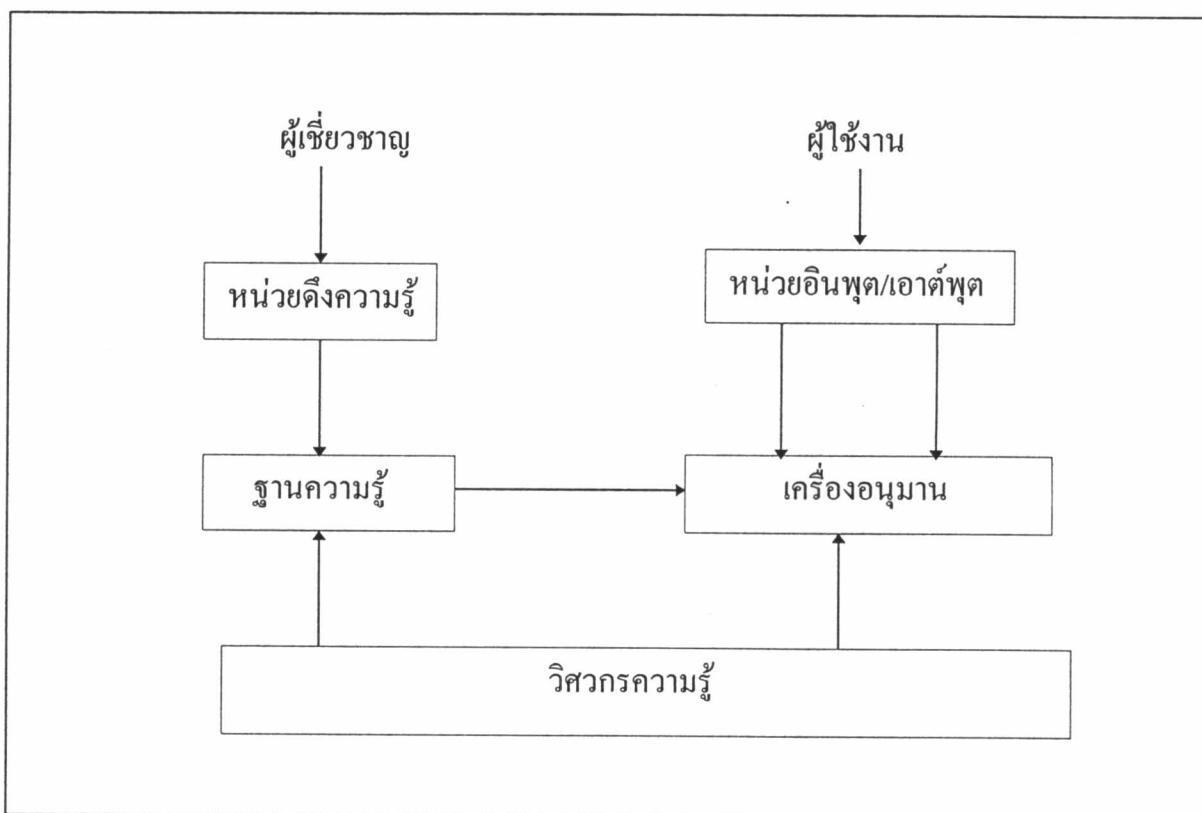 ผู้เชี่ยวชาญ
ผู้ใช้งาน
หน่วยดึงความรู้
หน่วยอินพุต/เอาต์พุต
ฐานความรู้
เครื่องอนุมาน
วิศวกรความรู้